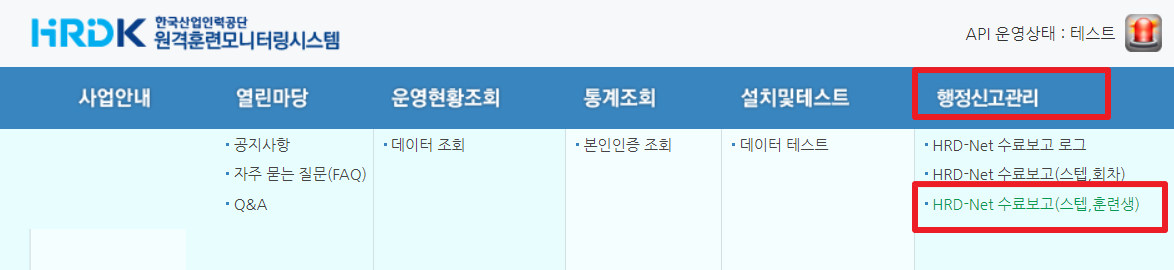 HRDK 한국산업인력공단
원격훈련모니터링시스템
API 운영상태 : 테스트
사업안내 열린마당 운영현황조회 통계조회 설치및테스트 행정신고관리
공지사항 데이터 조회 본인인증 조회 데이터 테스트 HRD-Net 수료보고 로그
자주 묻는 질문(FAQ) HRD-Net 수료보고(스텝,회차)
Q&A HRD-Net 수료보고(스텝,훈련생)